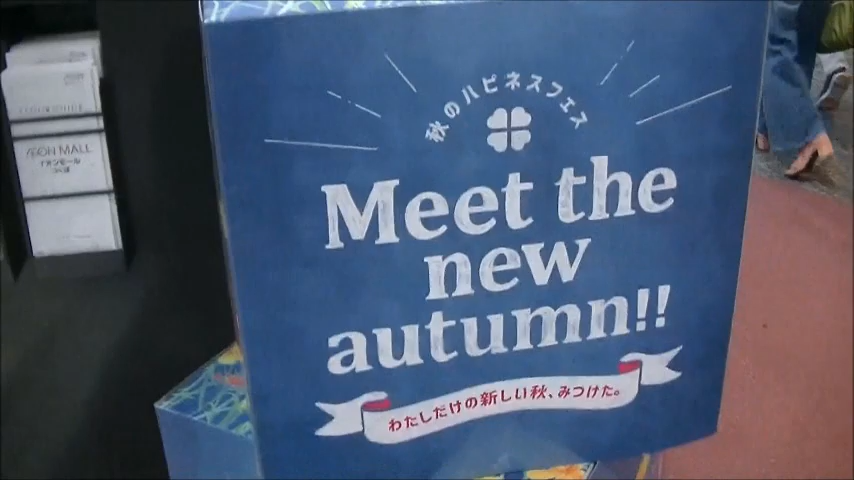 秋のハピネスフェス
Meet the
new
autumn!!
わたしだけの新しい秋、みつけた。
ÆON MALL
イオンモール